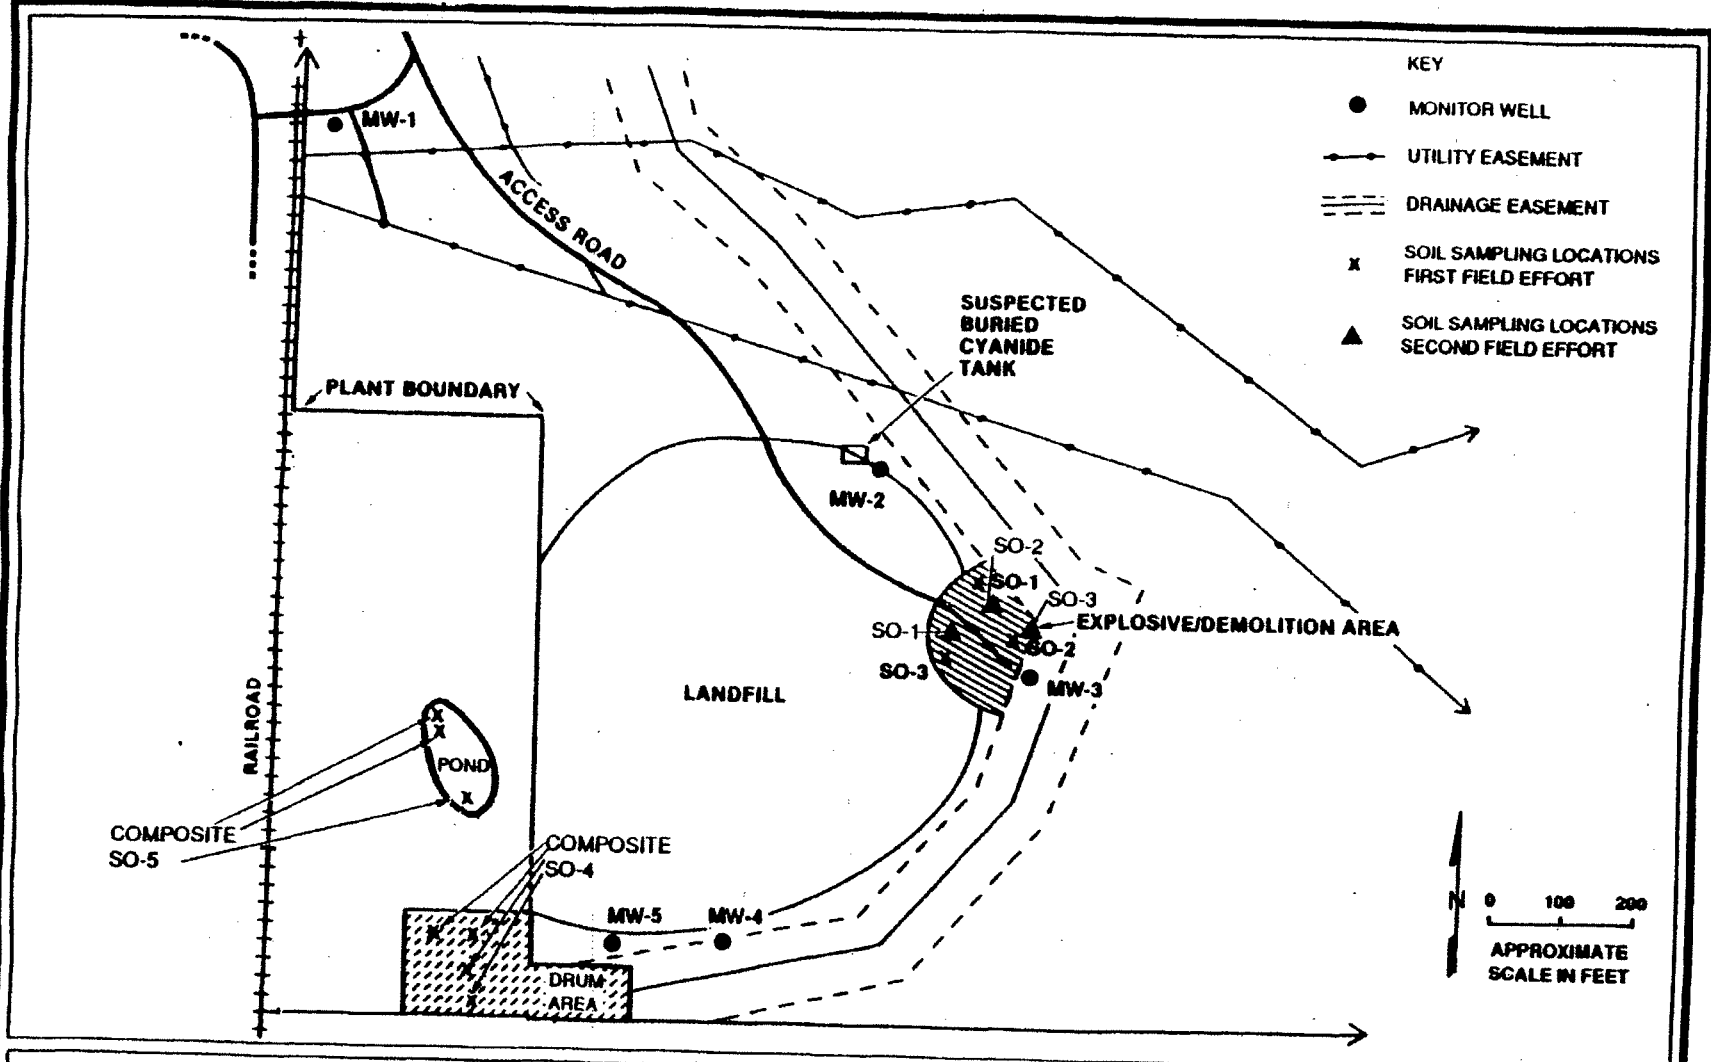 KEY
MONITOR WELL
UTILITY EASEMENT
DRAINAGE EASEMENT
SOIL SAMPLING LOCATIONS
FIRST FIELD EFFORT
SOIL SAMPLING LOCATIONS
SECOND FIELD EFFORT
MW-1
ACCESS ROAD
SUSPECTED
BURIED
CYANIDE
TANK
PLANT BOUNDARY
MW-2
SO-2
SO-1
SO-3
EXPLOSIVE/DEMOLITION AREA
SO-1
SO-2
SO-3
MW-3
LANDFILL
RAILROAD
POND
COMPOSITE
SO-5
COMPOSITE
SO-4
MW-5
MW-4
DRUM
AREA
N
0 100 200
APPROXIMATE
SCALE IN FEET